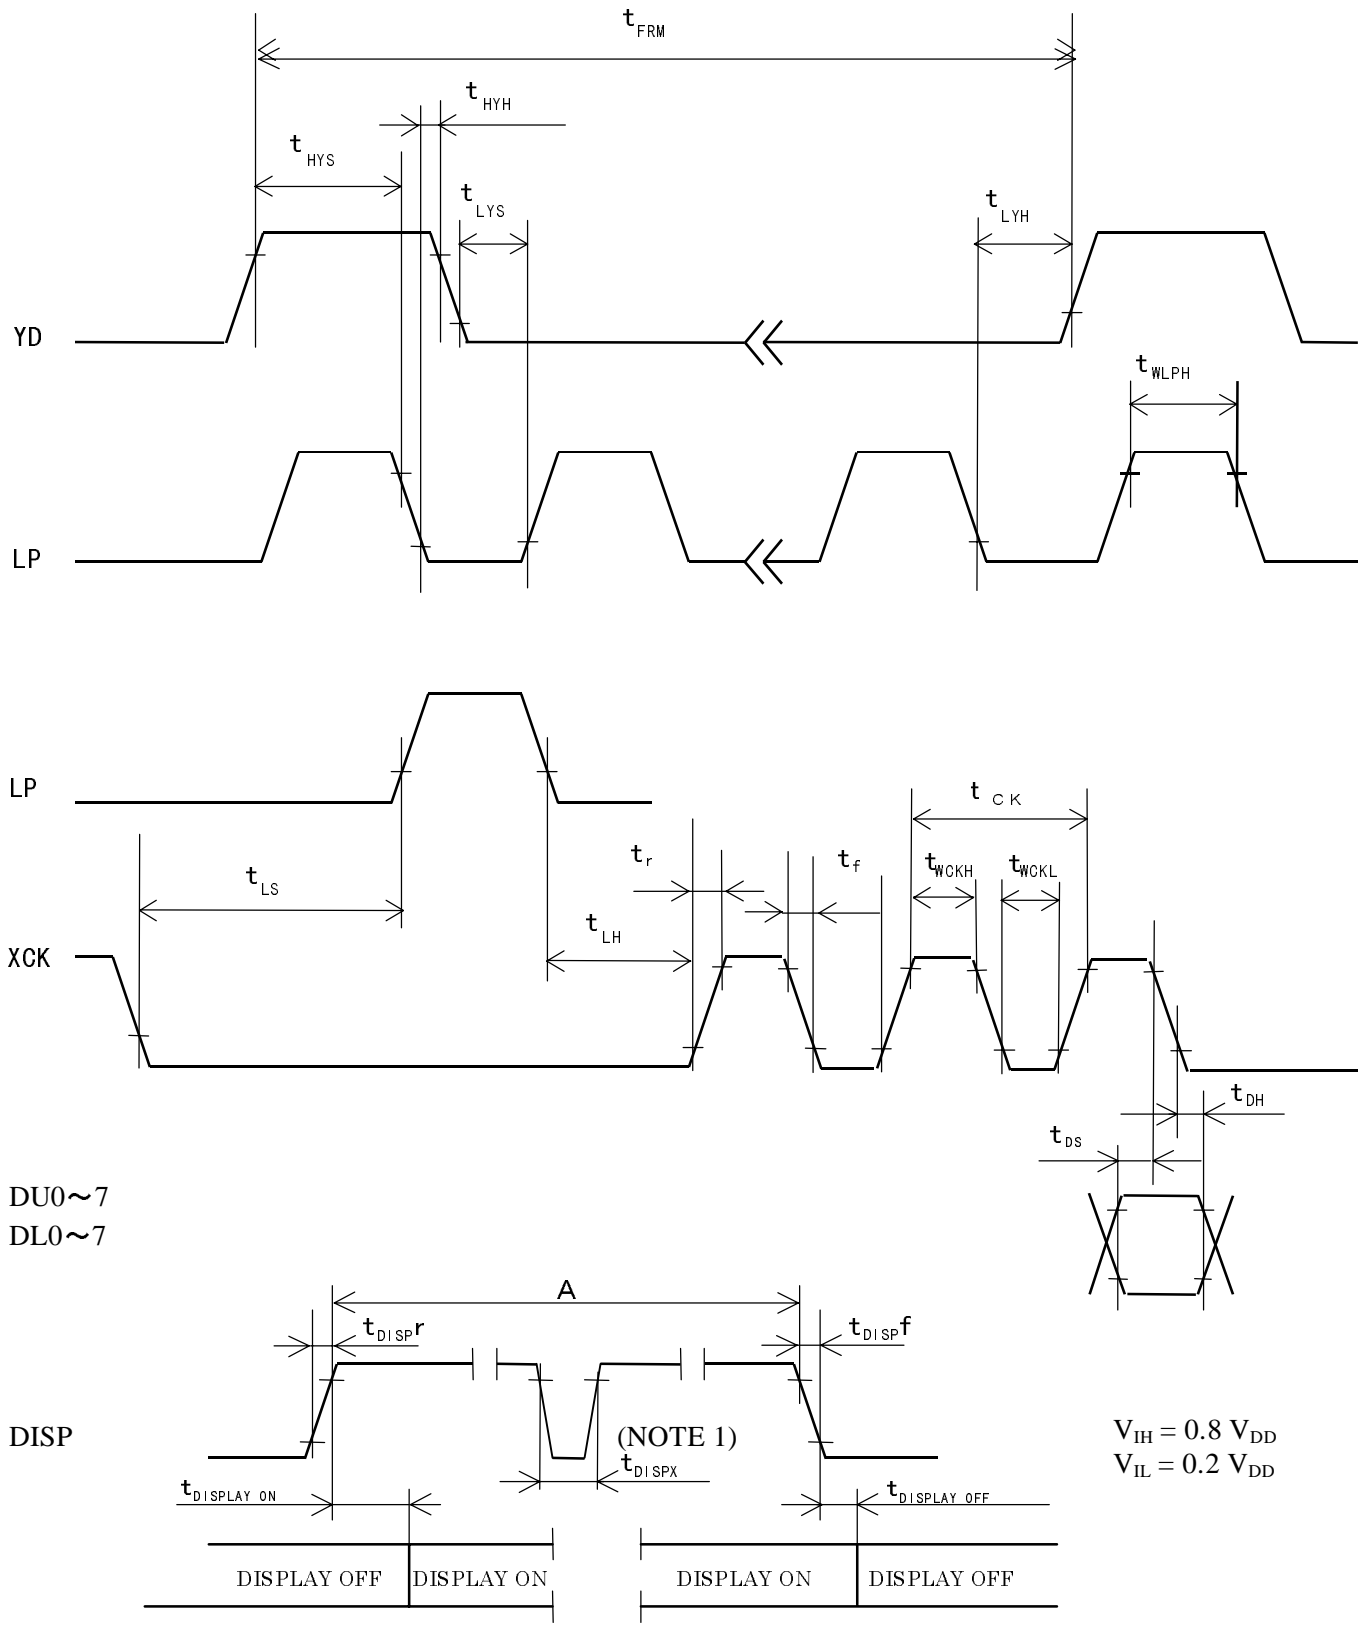 tFRM
tHYH
tHYS
tLYS
tLYH
YD
tWLPH
LP
LP
tCK
tr
tf
tWCKH
tWCKL
tLS
tLH
XCK
tDH
tDS
DU0～7
DL0～7
A
tDISPr
tDISPf
DISP
(NOTE 1)
VIH = 0.8 VDD
tDISPX
VIL = 0.2 VDD
tDISPLAY ON
tDISPLAY OFF
DISPLAY OFF DISPLAY ON DISPLAY ON DISPLAY OFF